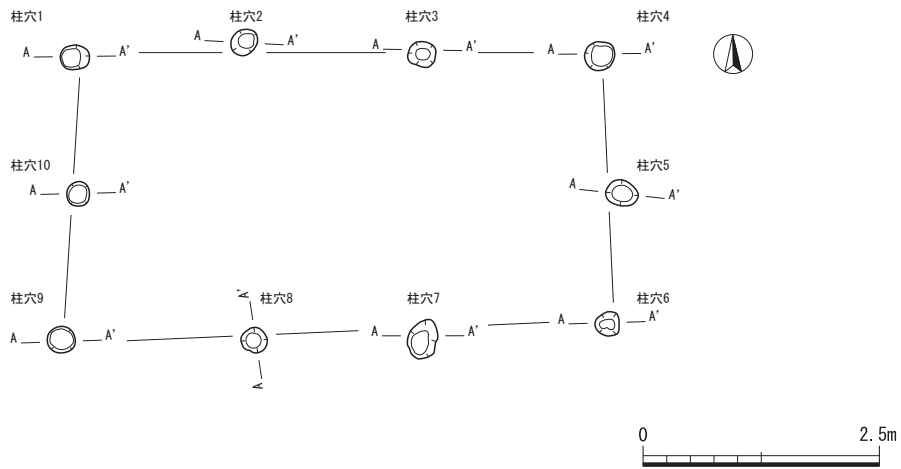 柱穴1
柱穴2
柱穴3
柱穴4
A A'
A A'
A A'
A A'
柱穴10
柱穴5
A A'
A A'
柱穴9
柱穴8
柱穴7
柱穴6
A A'
A' A
A A'
A A'
0 2.5m